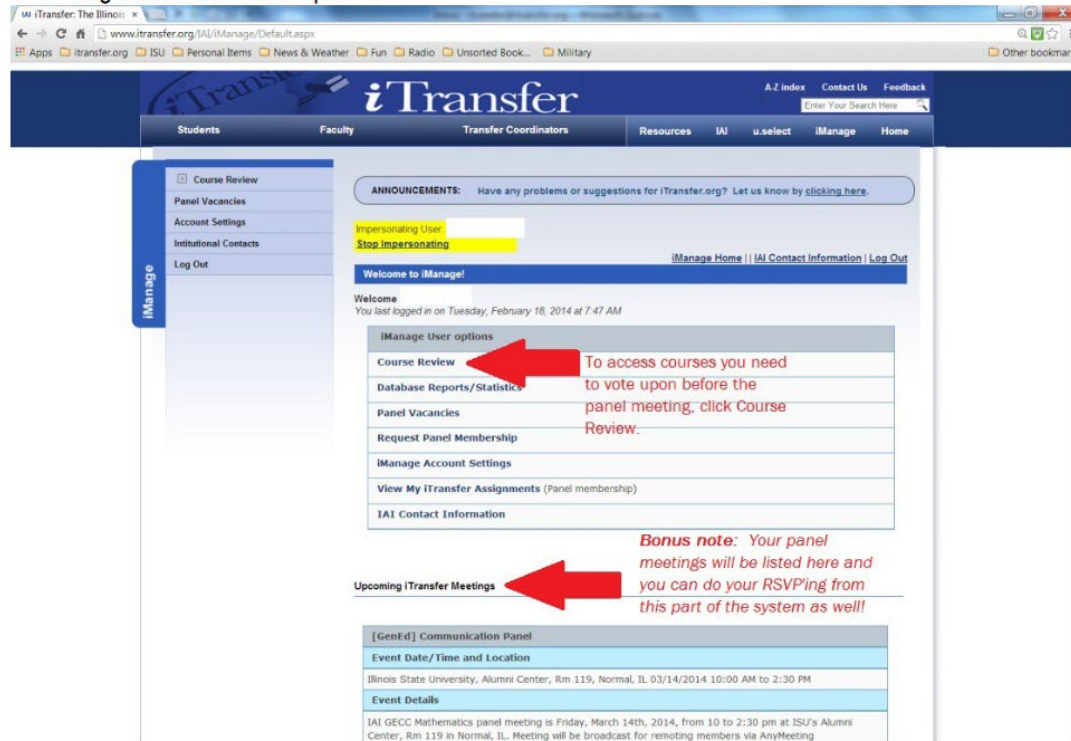 iTransfer: The Illinois
www.itransfer.org/IAI/iManage/Default.aspx
Apps itransfer.org ISU Personal Items News & Weather Fun Radio Unsorted Book... Military Other bookmar
iTransfer
iTransfer
A-Z index Contact Us Feedback
Enter Your Search Here
Students Faculty Transfer Coordinators Resources IAI u.select iManage Home
iManage
Course Review
Panel Vacancies
Account Settings
Intitutional Contacts
Log Out
ANNOUNCEMENTS: Have any problems or suggestions for iTransfer.org? Let us know by clicking here.
Impersonating User
Stop Impersonating
iManage Home || IAI Contact Information | Log Out
Welcome to iManage!
Welcome
You last logged in on Tuesday, February 18, 2014 at 7:47 AM
iManage User options
Course Review
Database Reports/Statistics
Panel Vacancies
Request Panel Membership
iManage Account Settings
View My iTransfer Assignments (Panel membership)
IAI Contact Information
To access courses you need
to vote upon before the
panel meeting, click Course
Review.
Bonus note: Your panel
meetings will be listed here and
you can do your RSVP'ing from
this part of the system as well!
Upcoming iTransfer Meetings
[GenEd] Communication Panel
Event Date/Time and Location
Illinois State University, Alumni Center, Rm 119, Normal, IL 03/14/2014 10:00 AM to 2:30 PM
Event Details
IAI GECC Mathematics panel meeting is Friday, March 14th, 2014, from 10 to 2:30 pm at ISU's Alumni
Center, Rm 119 in Normal, IL. Meeting will be broadcast for remoting members via AnyMeeting